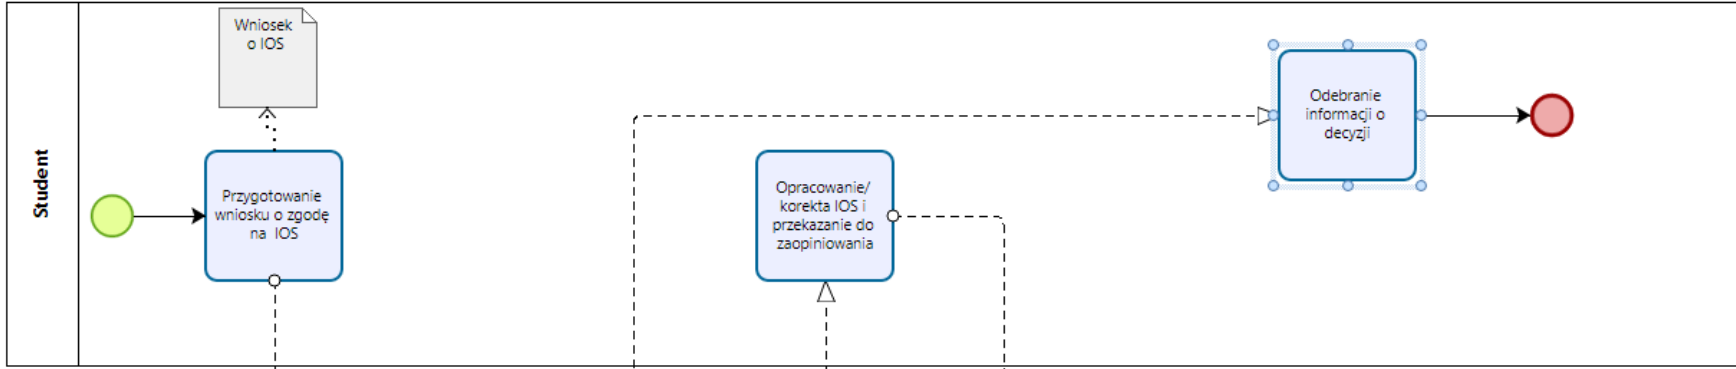 Student
Wniosek
o IOS
Przygotowanie
wniosku o zgodę
na IOS
Opracowanie/
korekta IOS i
przekazanie do
zaopiniowania
Odebranie
informacji o
decyzji